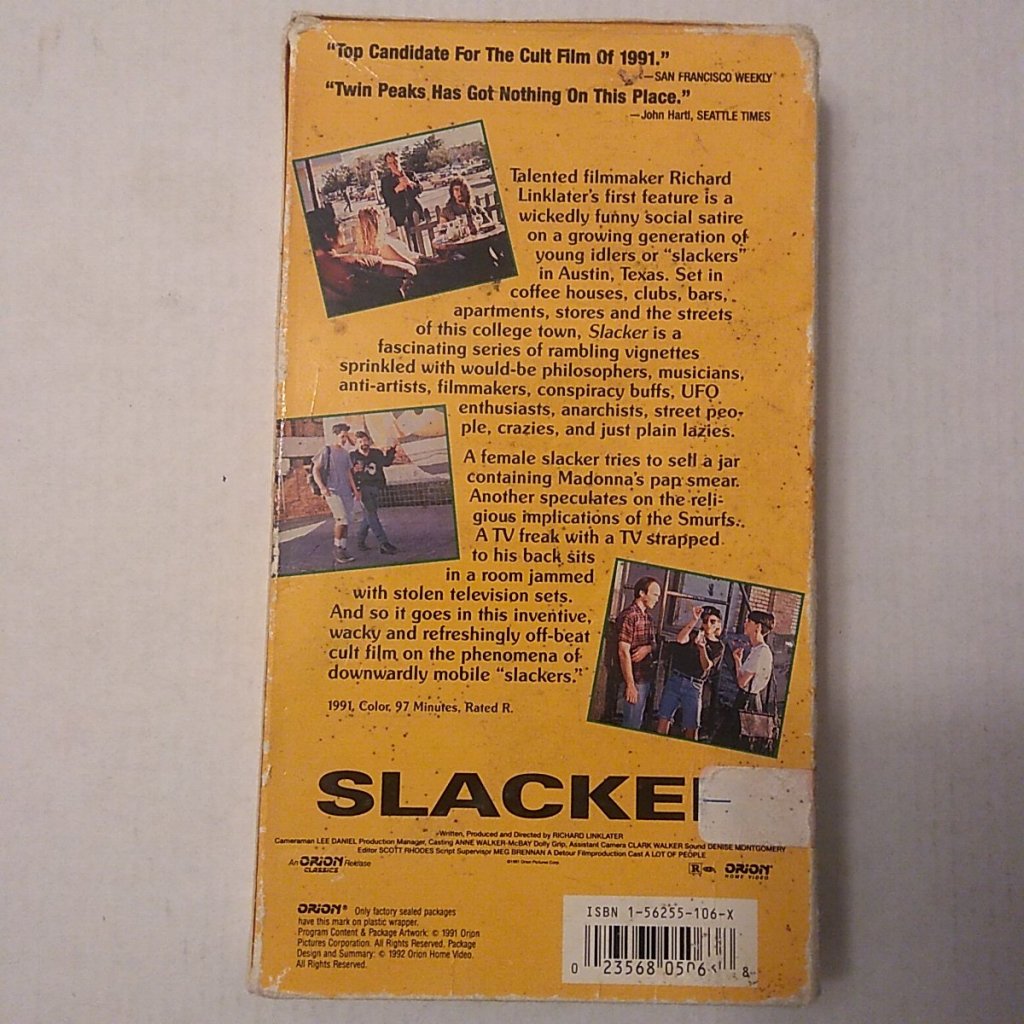 “Top Candidate For The Cult Film Of 1991.”
—SAN FRANCISCO WEEKLY
“Twin Peaks Has Got Nothing On This Place.”
—John Hartl, SEATTLE TIMES
Talented filmmaker Richard
Linklater's first feature is a
wickedly funny social satire
on a growing generation of
young idlers or “slackers”
in Austin, Texas. Set in
coffee houses, clubs, bars,
apartments, stores and the streets
of this college town, Slacker is a
fascinating series of rambling vignettes
sprinkled with would-be philosophers, musicians,
anti-artists, filmmakers, conspiracy buffs, UFO
enthusiasts, anarchists, street peo-
ple, crazies, and just plain lazies.
A female slacker tries to sell a jar
containing Madonna's pap smear.
Another speculates on the reli-
gious implications of the Smurfs.
A TV freak with a TV strapped
to his back sits
in a room jammed
with stolen television sets.
And so it goes in this inventive,
wacky and refreshingly off-beat
cult film on the phenomena of
downwardly mobile “slackers.”
1991, Color, 97 Minutes, Rated R.
SLACKE
Written, Produced and Directed by RICHARD LINKLATER
Cameraman LEE DANIEL Production Manager, Casting ANNE WALKER-McBAY Dolly Grip, Assistant Camera CLARK WALKER Sound DENISE MONTGOMERY
Editor SCOTT RHODES Script Supervisor MEG BRENNAN A Detour Filmproduction Cast A LOT OF PEOPLE
An ORION CLASSICS Release
©1991 Orion Pictures Corp.
R
ORION
HOME VIDEO
ORION® Only factory sealed packages
have this mark on plastic wrapper.
Program Content & Package Artwork: © 1991 Orion
Pictures Corporation. All Rights Reserved. Package
Design and Summary: © 1992 Orion Home Video.
All Rights Reserved.
ISBN 1-56255-106-X
0 23568 0506 8